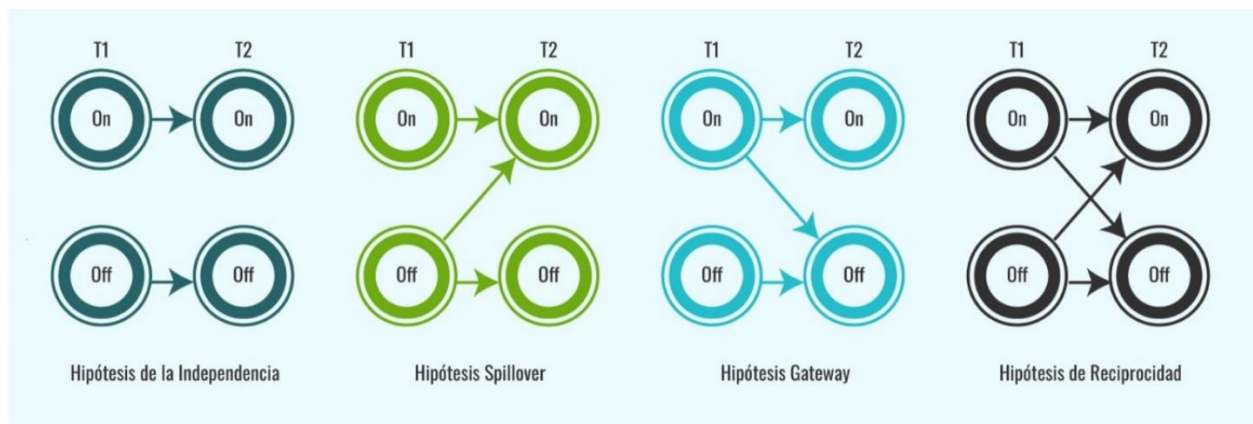 T1 T2 T1 T2 T1 T2 T1 T2
On On On On On On On On
Off Off Off Off Off Off Off Off
Hipótesis de la Independencia Hipótesis Spillover Hipótesis Gateway Hipótesis de Reciprocidad